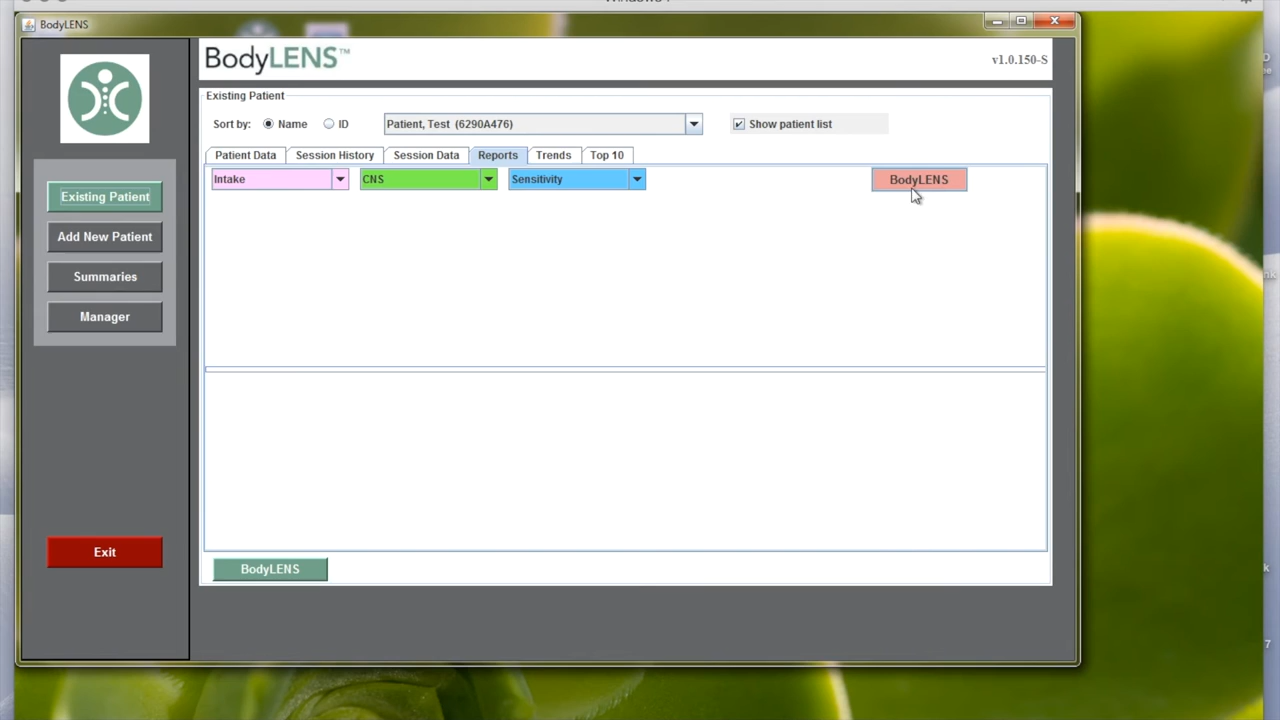 BodyLENS
BodyLENS™
v1.0.150-S
Existing Patient
Sort by: Name ID Patient, Test (6290A476) Show patient list
Patient Data Session History Session Data Reports Trends Top 10
Intake CNS Sensitivity BodyLENS
Existing Patient
Add New Patient
Summaries
Manager
Exit
BodyLENS